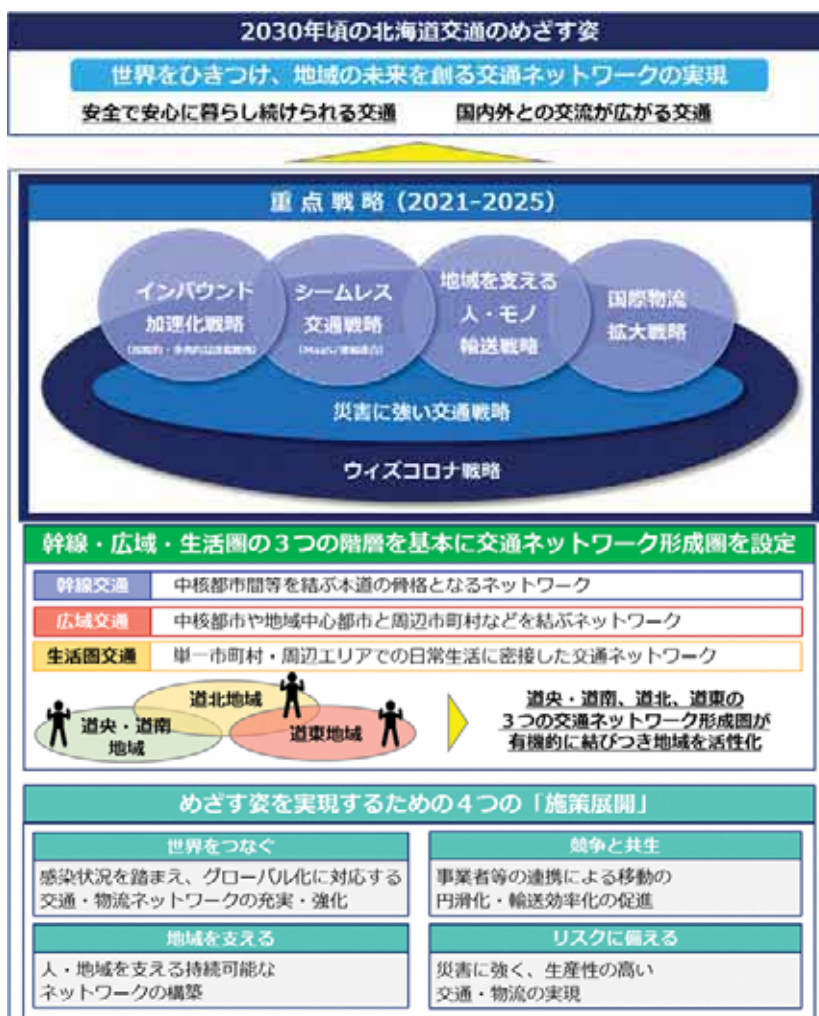 2030年頃の北海道交通のめざす姿
世界をひきつけ、地域の未来を創る交通ネットワークの実現
安全で安心に暮らし続けられる交通 国内外との交流が広がる交通
重点戦略（2021-2025）
インバウンド
加速化戦略
シームレス
交通戦略
地域を支える
人・モノ
輸送戦略
国際物流
拡大戦略
災害に強い交通戦略
ウィズコロナ戦略
幹線・広域・生活圏の３つの階層を基本に交通ネットワーク形成圏を設定
幹線交通 中核都市間等を結ぶ本道の骨格となるネットワーク
広域交通 中核都市や地域中心都市と周辺市町村などを結ぶネットワーク
生活圏交通 単一市町村・周辺エリアでの日常生活に密接した交通ネットワーク
道央・道南
地域
道北地域
道東地域
道央・道南、道北、道東の
３つの交通ネットワーク形成圏が
有機的に結びつき地域を活性化
めざす姿を実現するための４つの「施策展開」
世界をつなぐ
感染状況を踏まえ、グローバル化に対応する
交通・物流ネットワークの充実・強化
競争と共生
事業者等の連携による移動の
円滑化・輸送効率化の促進
地域を支える
人・地域を支える持続可能な
ネットワークの構築
リスクに備える
災害に強く、生産性の高い
交通・物流の実現